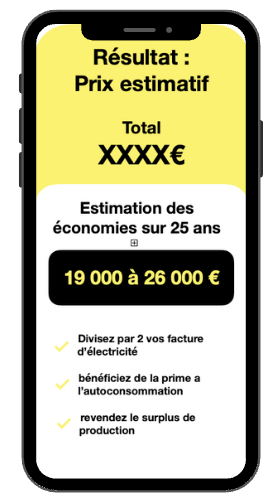 Résultat :
Prix estimatif
Total
XXXX€
Estimation des
économies sur 25 ans
19 000 à 26 000 €
Divisez par 2 vos facture
d'électricité
bénéficiez de la prime a
l'autoconsommation
revendez le surplus de
production